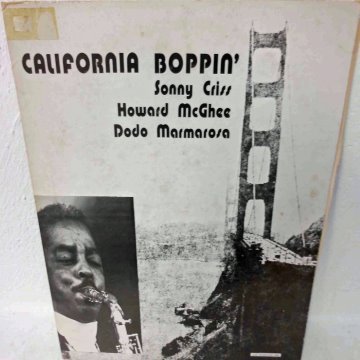 CALIFORNIA BOPPIN'
Sonny Criss
Howard McGhee
Dodo Marmarosa